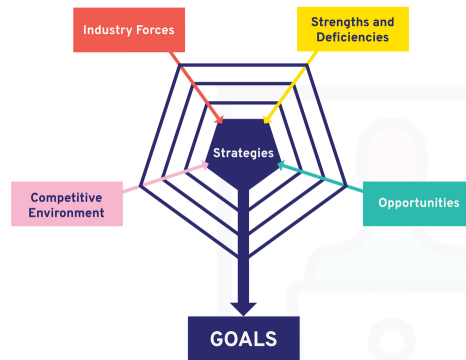 Industry Forces
Strengths and
Deficiencies
Strategies
Competitive
Environment
Opportunities
GOALS